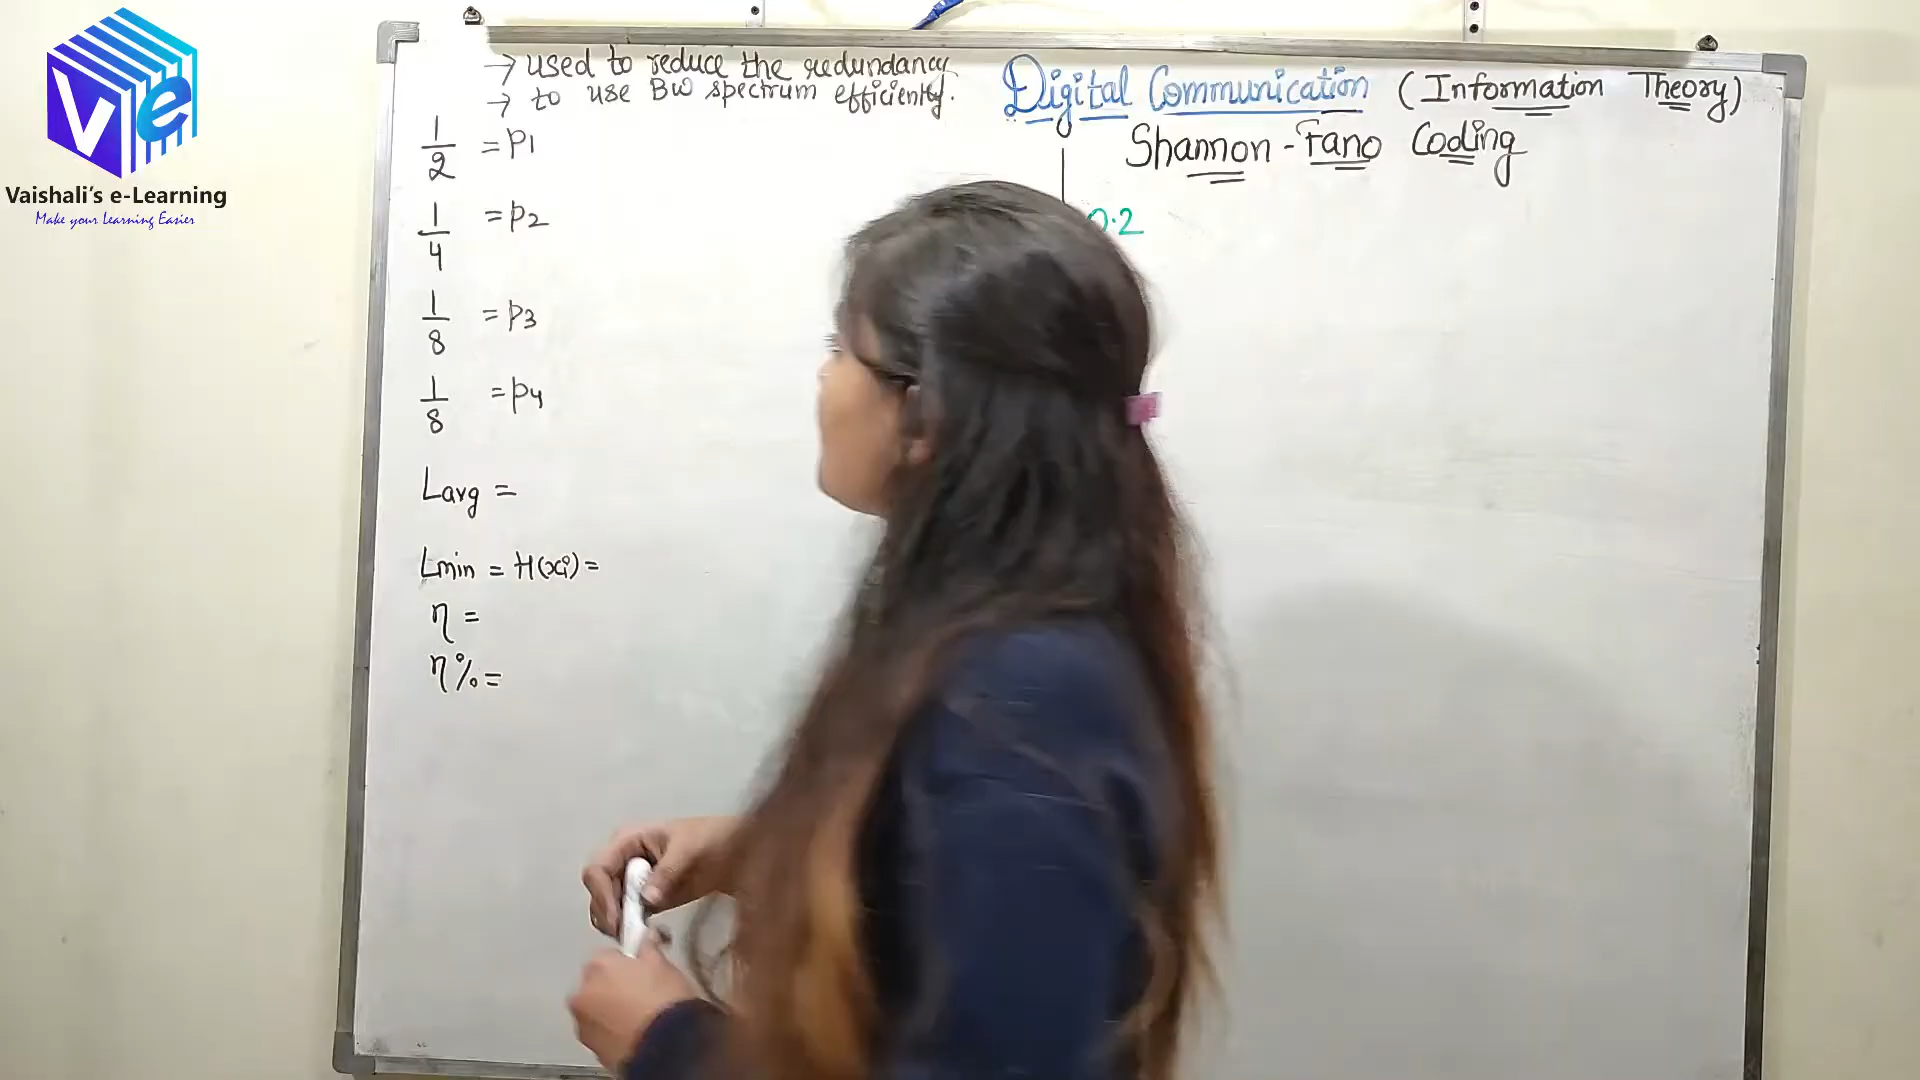 Vaishali's e-Learning
Make your Learning Easier
→ used to reduce the redundancy
→ to use BW spectrum efficiently.
Digital Communication (Information Theory)
Shannon-Fano Coding
1/2 = P1
1/4 = P2
1/8 = P3
1/8 = P4
Lavg =
Lmin = H(xi) =
η =
η% =
0.2